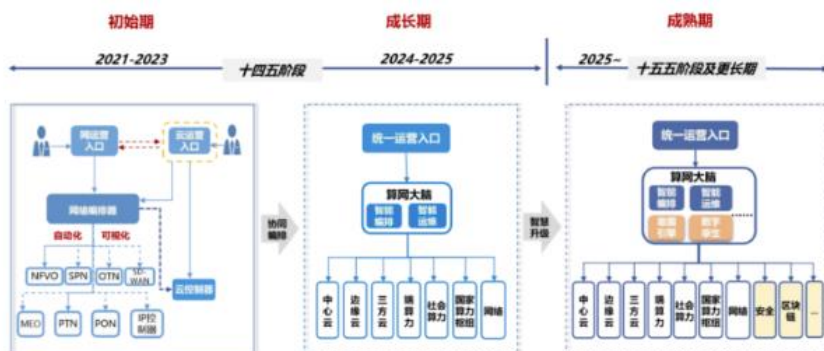 初始期
成长期
成熟期
2021-2023
十四五阶段
2024-2025
2025~
十五五阶段及更长期
网运营
入口
云运营
入口
网络编排器
自动化
可视化
NFVO
SPN
OTN
SD-
WAN
云控制器
MEO
PTN
PON
IP控
制器
协同
编排
统一运营入口
算网大脑
智能
编排
智能
运维
中心云
边缘云
三方云
端算力
社会算力
国家算力枢纽
网络
智慧
升级
统一运营入口
算网大脑
智能
编排
智能
运维
引擎
数字
孪生
......
中心云
边缘云
三方云
端算力
社会算力
国家算力枢纽
网络
安全
区块链
...